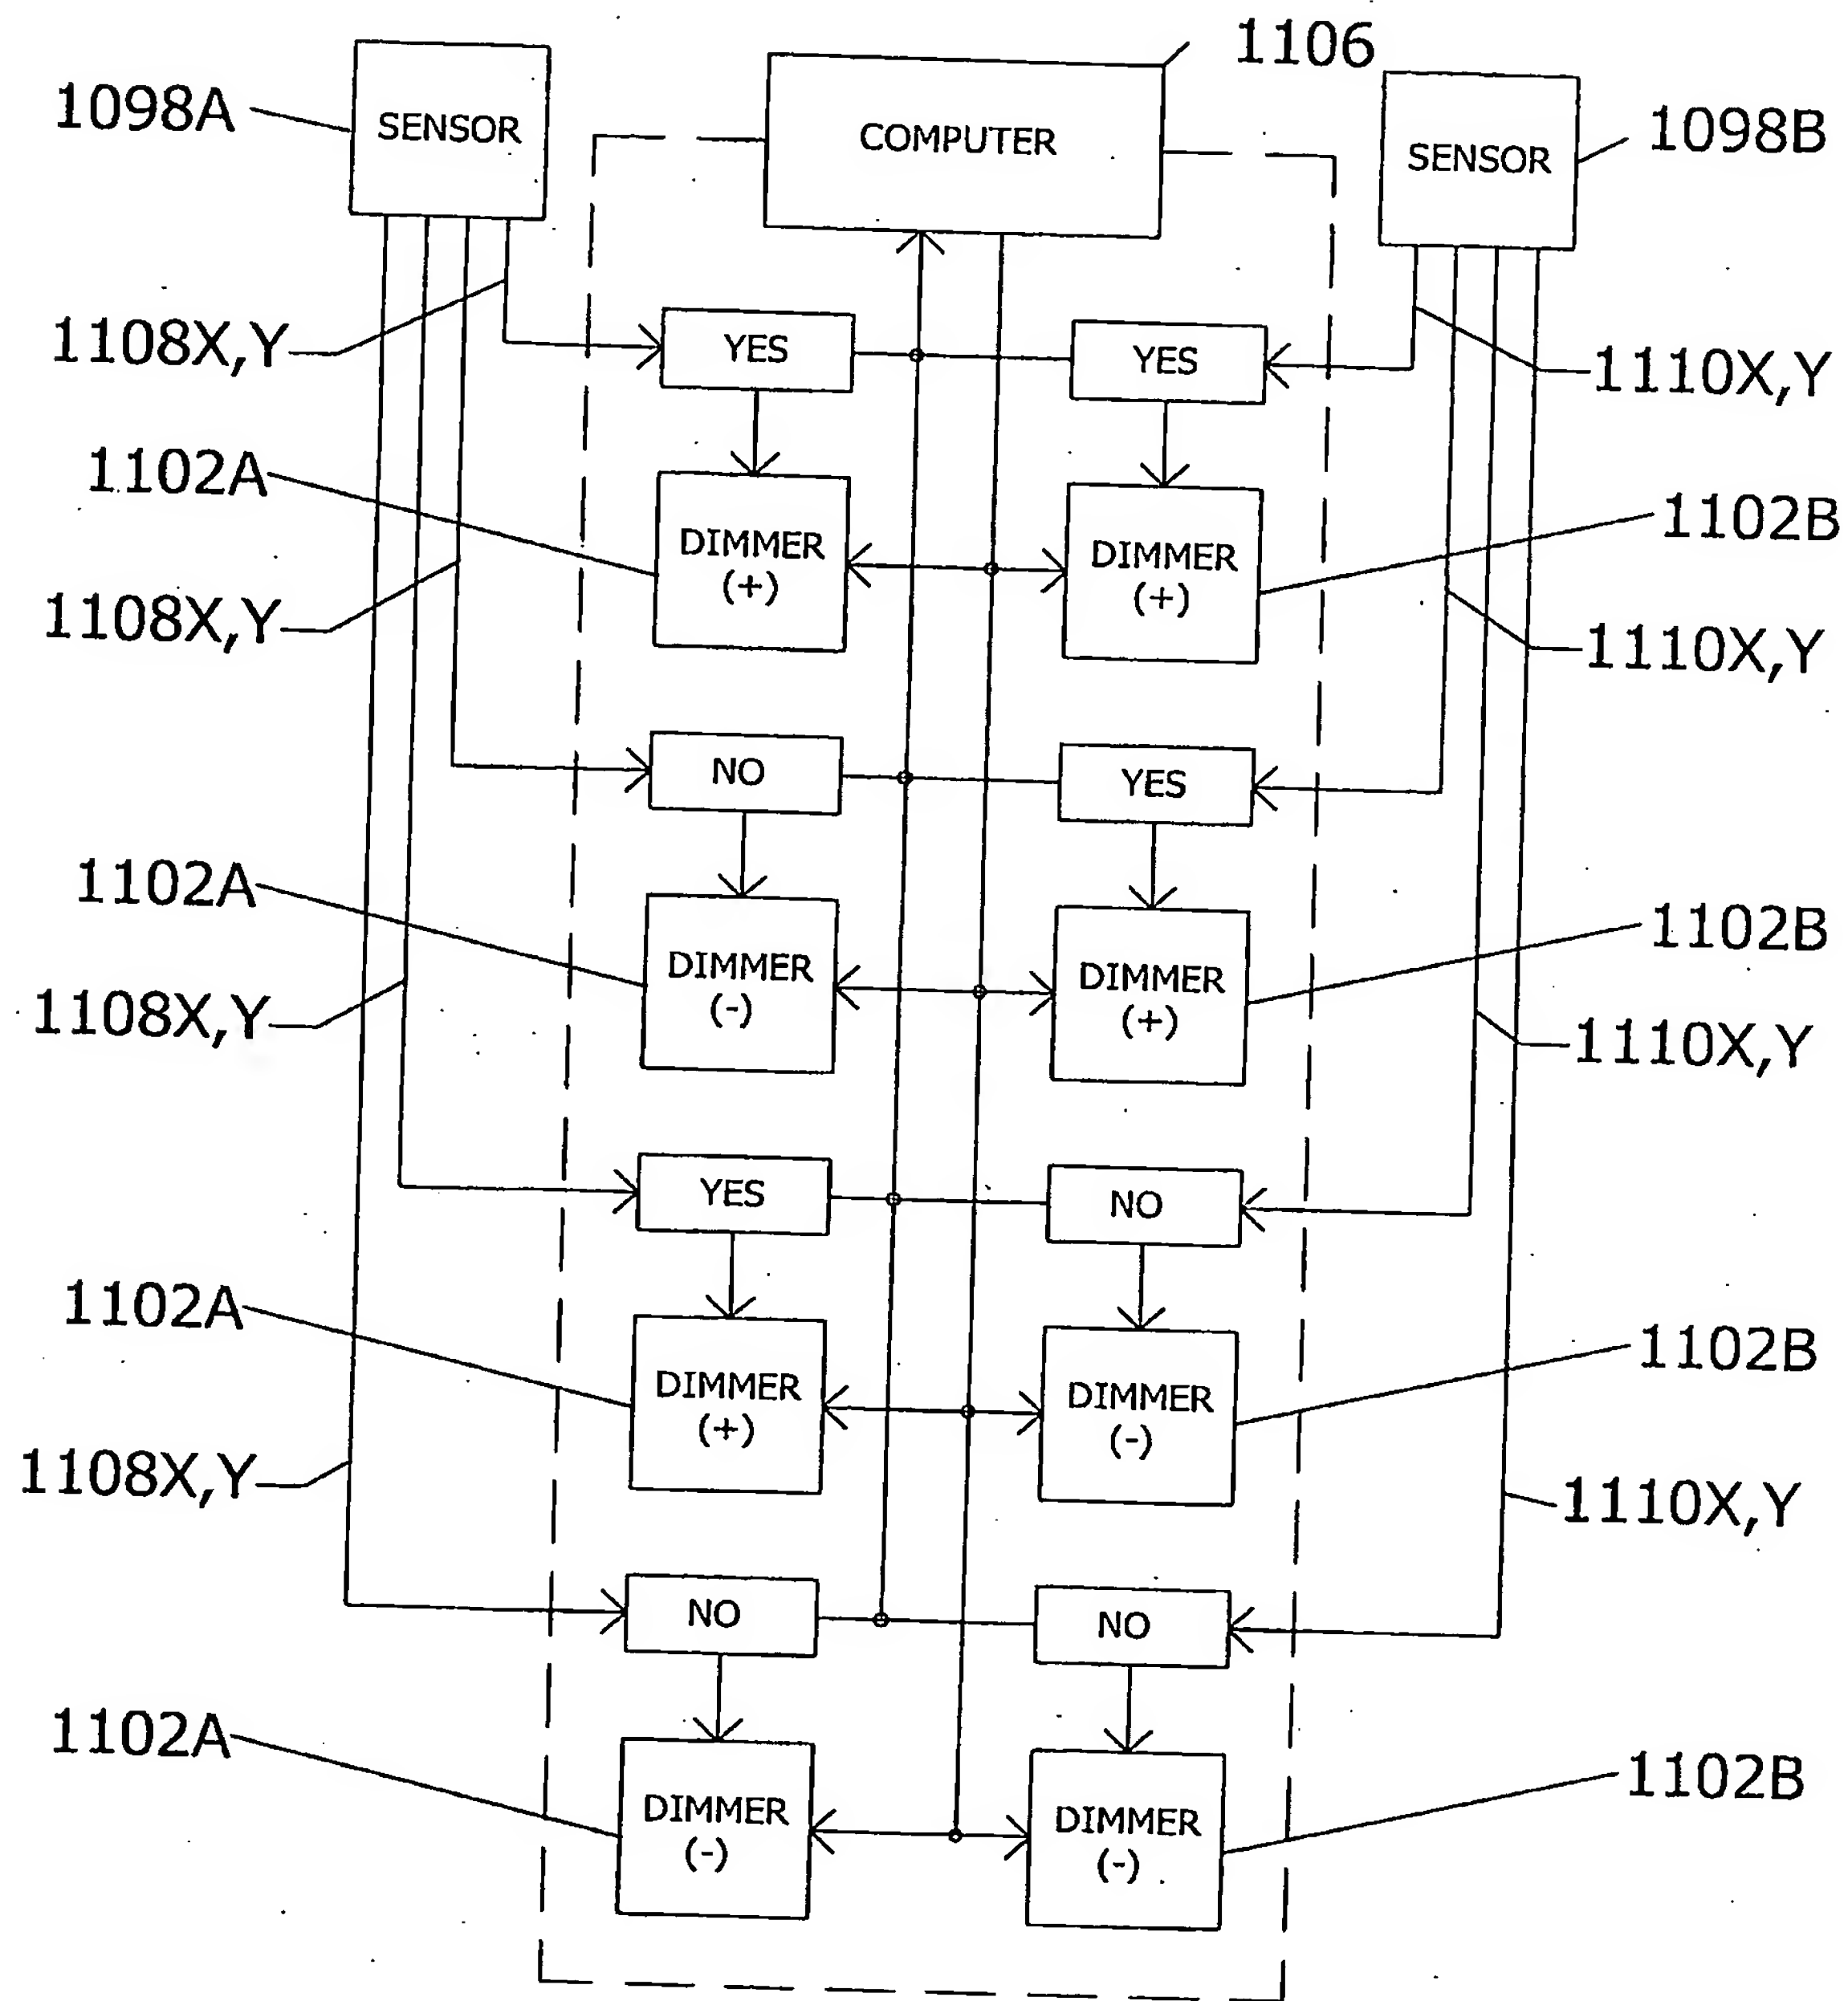 1106
1098A
SENSOR
COMPUTER
SENSOR
1098B
1108X,Y
YES
YES
1110X,Y
1102A
DIMMER
(+)
DIMMER
(+)
1102B
1108X,Y
1110X,Y
NO
YES
1102A
DIMMER
(-)
DIMMER
(+)
1102B
1108X,Y
1110X,Y
YES
NO
1102A
DIMMER
(+)
DIMMER
(-)
1102B
1108X,Y
1110X,Y
NO
NO
1102A
DIMMER
(-)
DIMMER
(-)
1102B